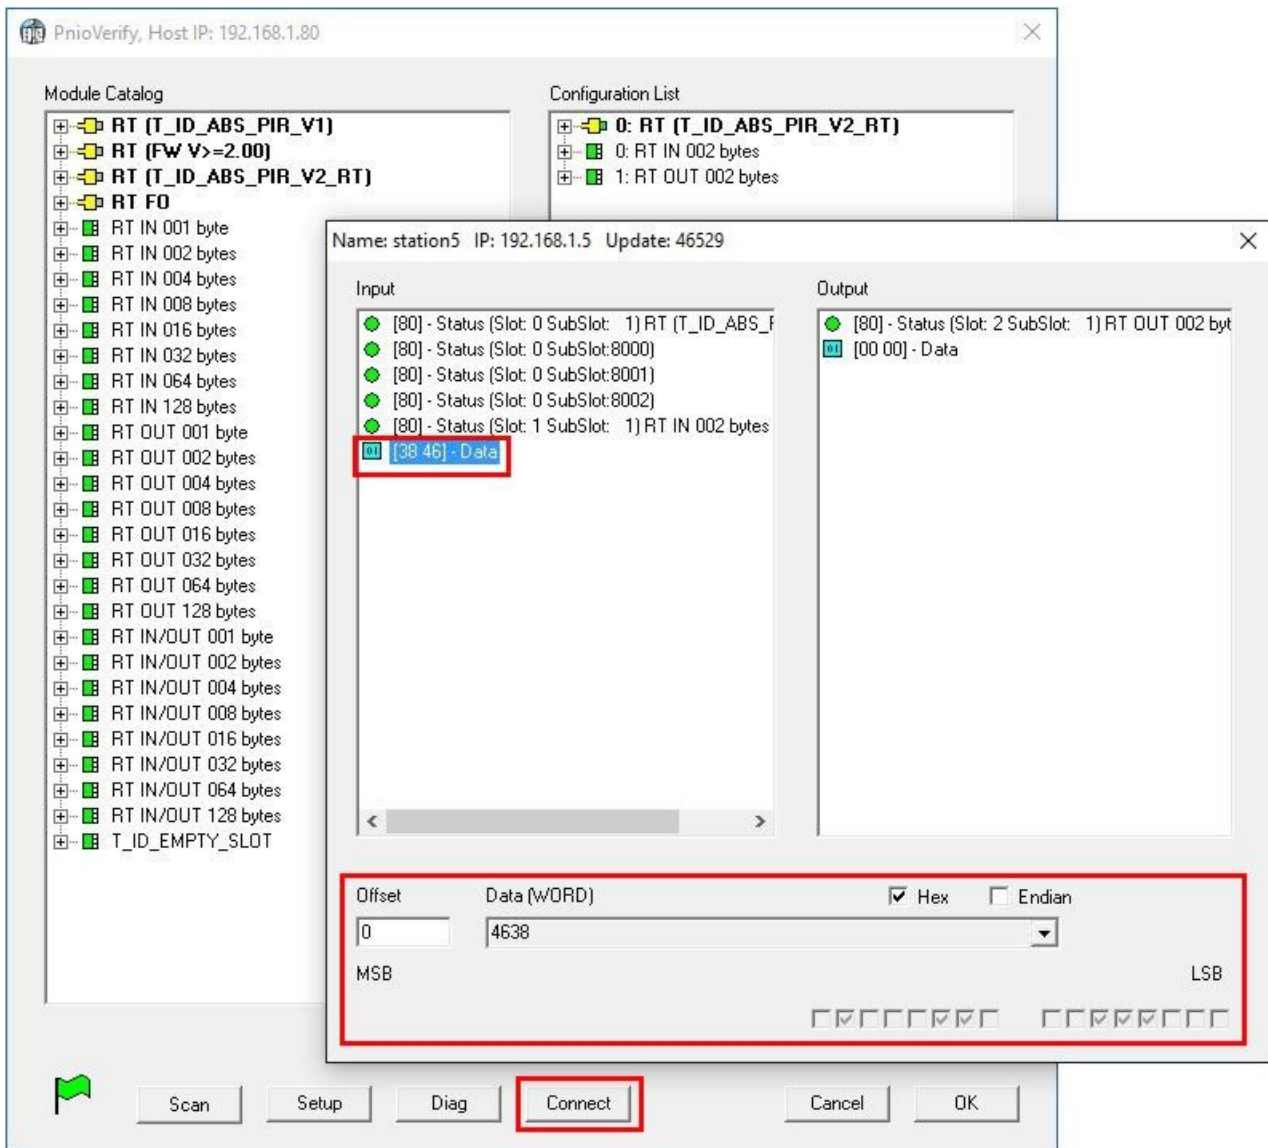 PnioVerify, Host IP: 192.168.1.80
Module Catalog
RT (T_ID_ABS_PIR_V1)
RT (FW V>=2.00)
RT (T_ID_ABS_PIR_V2_RT)
RT FO
RT IN 001 byte
RT IN 002 bytes
RT IN 004 bytes
RT IN 008 bytes
RT IN 016 bytes
RT IN 032 bytes
RT IN 064 bytes
RT IN 128 bytes
RT OUT 001 byte
RT OUT 002 bytes
RT OUT 004 bytes
RT OUT 008 bytes
RT OUT 016 bytes
RT OUT 032 bytes
RT OUT 064 bytes
RT OUT 128 bytes
RT IN/OUT 001 byte
RT IN/OUT 002 bytes
RT IN/OUT 004 bytes
RT IN/OUT 008 bytes
RT IN/OUT 016 bytes
RT IN/OUT 032 bytes
RT IN/OUT 064 bytes
RT IN/OUT 128 bytes
T_ID_EMPTY_SLOT
Configuration List
0: RT (T_ID_ABS_PIR_V2_RT)
0: RT IN 002 bytes
1: RT OUT 002 bytes
Name: station5 IP: 192.168.1.5 Update: 46529
Input
[80] - Status (Slot: 0 SubSlot: 1) RT (T_ID_ABS_F
[80] - Status (Slot: 0 SubSlot:8000)
[80] - Status (Slot: 0 SubSlot:8001)
[80] - Status (Slot: 0 SubSlot:8002)
[80] - Status (Slot: 1 SubSlot: 1) RT IN 002 bytes
[38 46] - Data
Output
[80] - Status (Slot: 2 SubSlot: 1) RT OUT 002 byt
[00 00] - Data
Offset Data (WORD) Hex Endian
0 4638
MSB LSB
Scan Setup Diag Connect Cancel OK